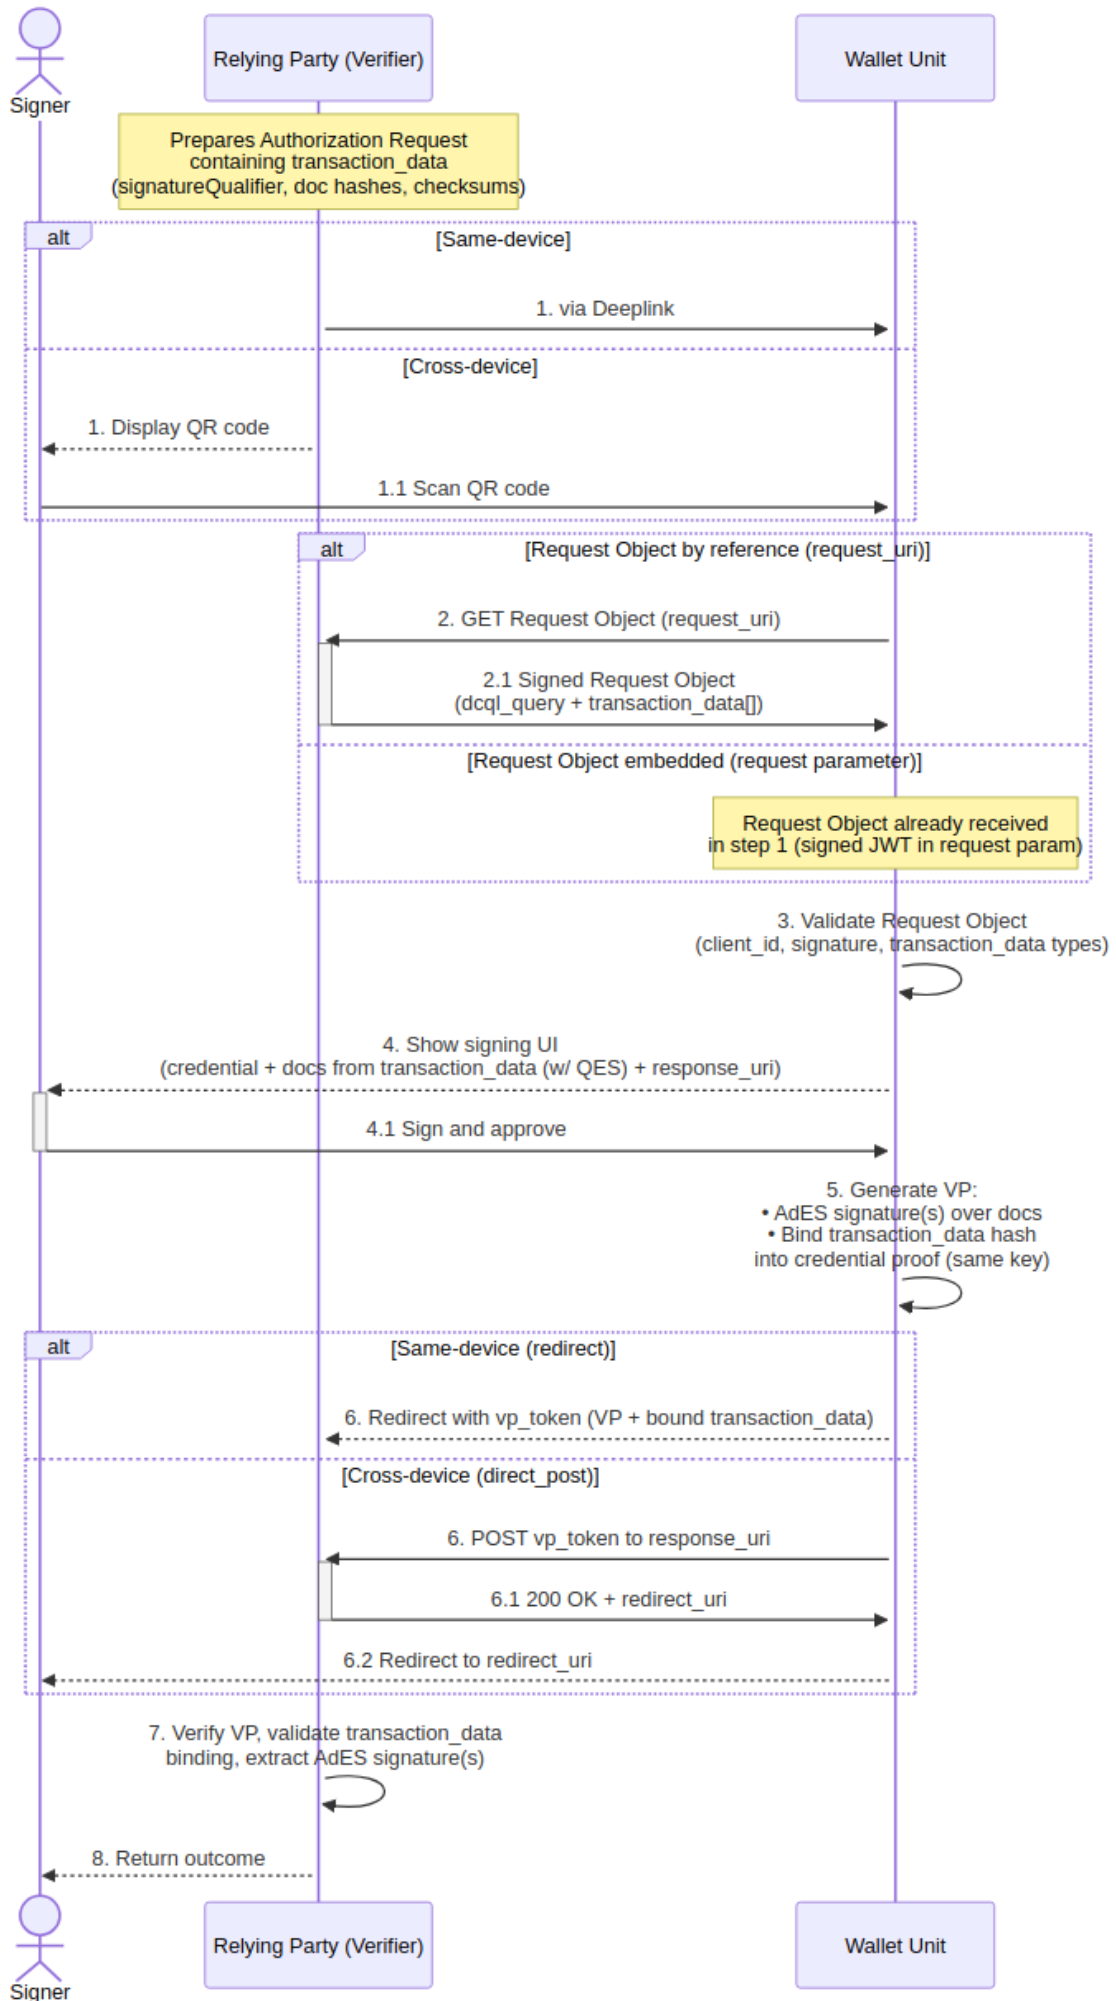 Signer
Relying Party (Verifier)
Wallet Unit
Prepares Authorization Request
containing transaction_data
(signatureQualifier, doc hashes, checksums)
alt
[Same-device]
1. via Deeplink
[Cross-device]
1. Display QR code
1.1 Scan QR code
alt
[Request Object by reference (request_uri)]
2. GET Request Object (request_uri)
2.1 Signed Request Object
(dcql_query + transaction_data[])
[Request Object embedded (request parameter)]
Request Object already received
in step 1 (signed JWT in request param)
3. Validate Request Object
(client_id, signature, transaction_data types)
4. Show signing UI
(credential + docs from transaction_data (w/ QES) + response_uri)
4.1 Sign and approve
5. Generate VP:
• AdES signature(s) over docs
• Bind transaction_data hash
into credential proof (same key)
alt
[Same-device (redirect)]
6. Redirect with vp_token (VP + bound transaction_data)
[Cross-device (direct_post)]
6. POST vp_token to response_uri
6.1 200 OK + redirect_uri
6.2 Redirect to redirect_uri
7. Verify VP, validate transaction_data
binding, extract AdES signature(s)
8. Return outcome
Signer
Relying Party (Verifier)
Wallet Unit